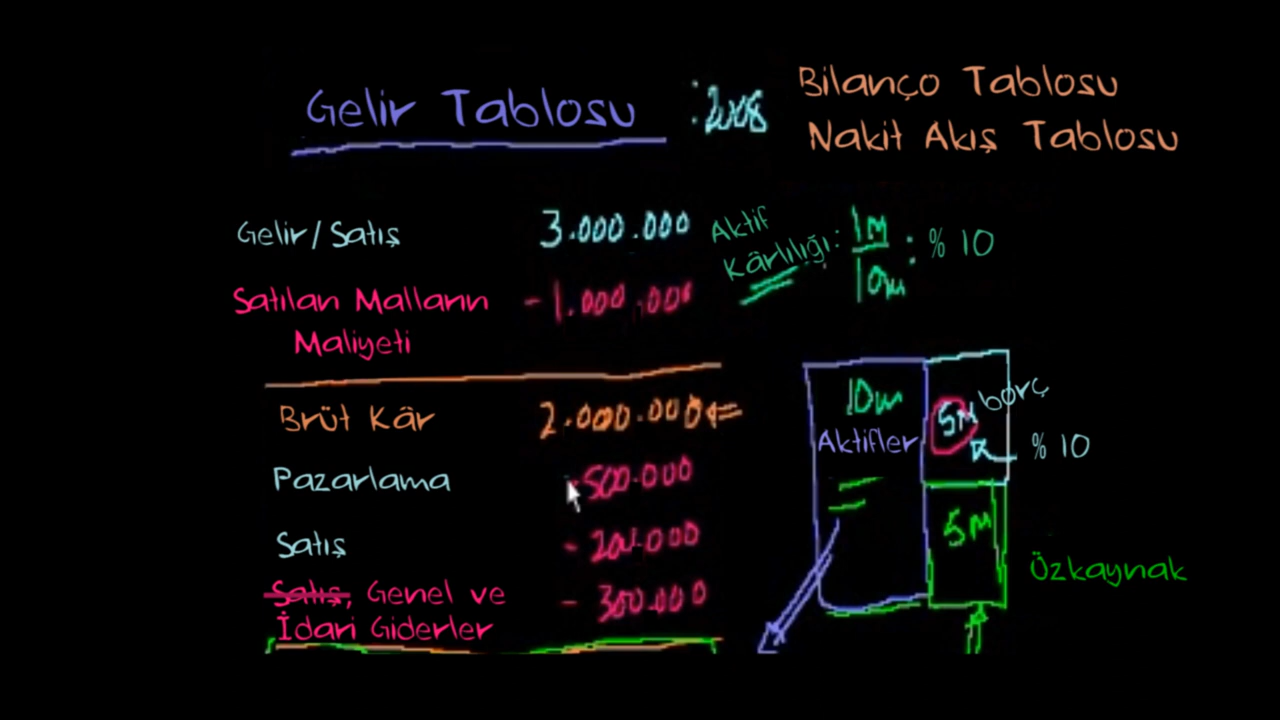 Gelir Tablosu : 2008
Bilanço Tablosu
Nakit Akış Tablosu
Gelir/Satış 3.000.000
Aktif
Kârlılığı: 1M / 10M : % 10
Satılan Malların - 1.000.000
Maliyeti
Brüt Kâr 2.000.000
10M
Aktifler
5M borç
% 10
Pazarlama - 500.000
Satış - 200.000
5M
Özkaynak
Satış, Genel ve - 300.000
İdari Giderler